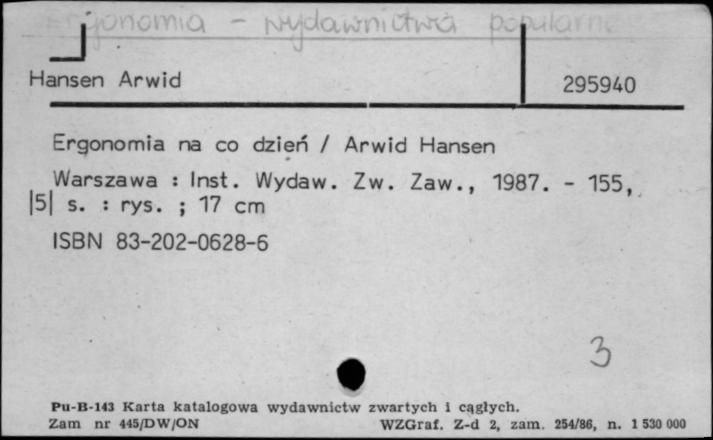 Ergonomia - wydawnictwa popularne
Hansen Arwid
295940
Ergonomia na co dzień / Arwid Hansen
Warszawa : Inst. Wydaw. Zw. Zaw., 1987. - 155,
|5| s. : rys. ; 17 cm
ISBN 83-202-0628-6
3
Pu-B-143 Karta katalogowa wydawnictw zwartych i cągłych.
Zam nr 445/DW/ON WZGraf. Z-d 2, zam. 254/86, n. 1 530 000